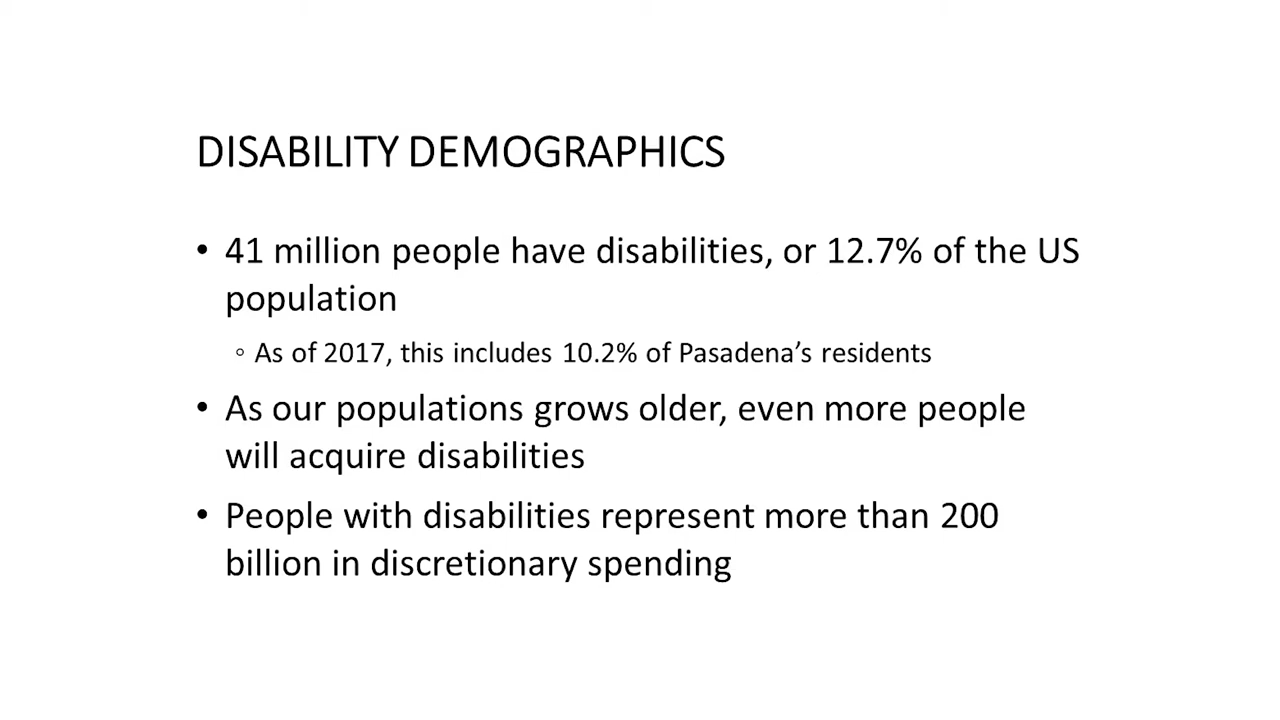 DISABILITY DEMOGRAPHICS
• 41 million people have disabilities, or 12.7% of the US
population
◦ As of 2017, this includes 10.2% of Pasadena’s residents
• As our populations grows older, even more people
will acquire disabilities
• People with disabilities represent more than 200
billion in discretionary spending